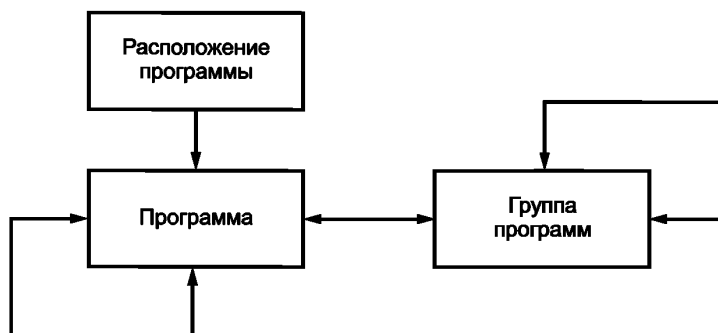 Расположение
программы
Программа
Группа
программ